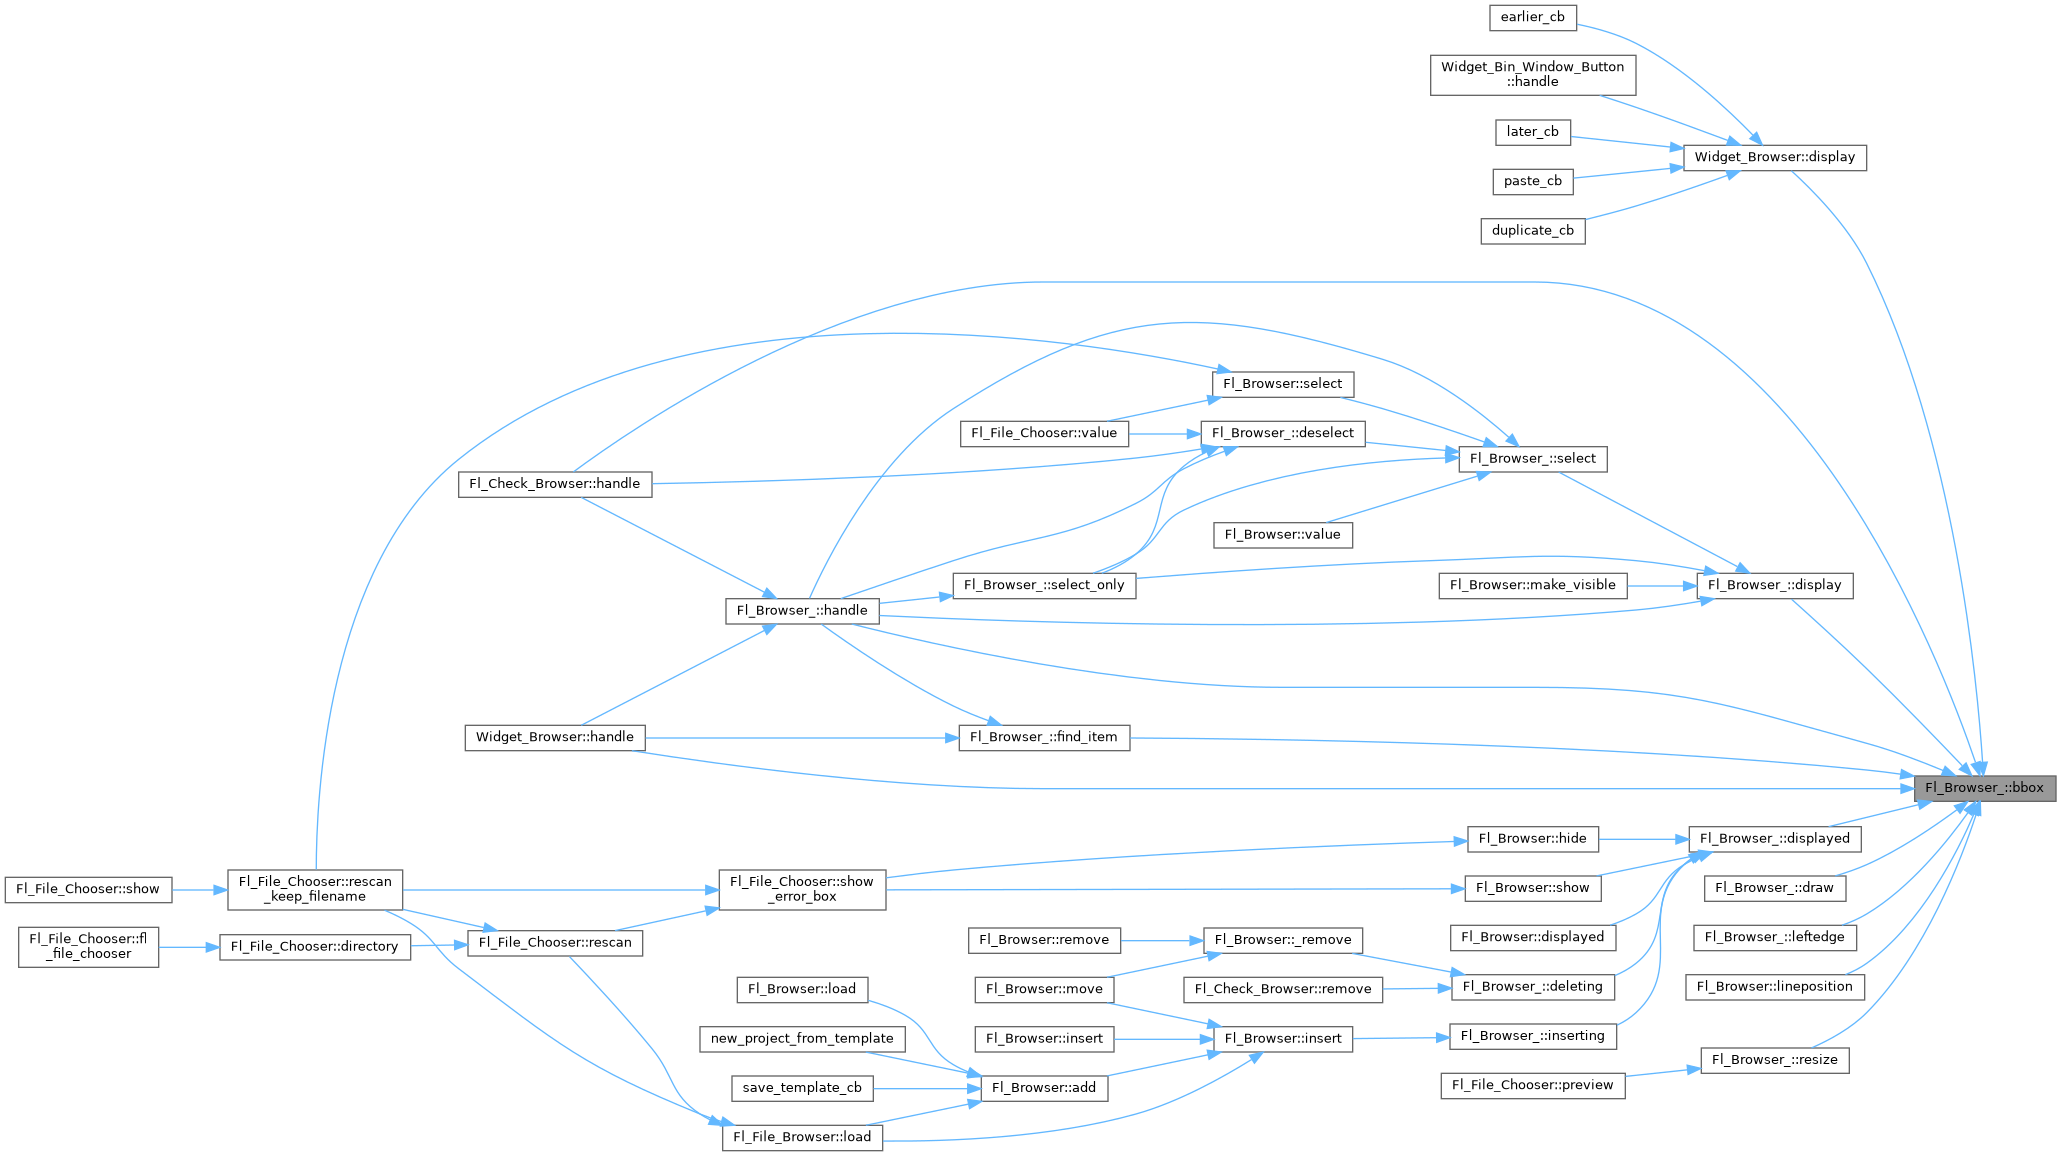 earlier_cb
Widget_Bin_Window_Button
::handle
later_cb
Widget_Browser::display
paste_cb
duplicate_cb
Fl_Browser::select
Fl_File_Chooser::value
Fl_Browser_::deselect
Fl_Browser_::select
Fl_Check_Browser::handle
Fl_Browser::value
Fl_Browser_::select_only
Fl_Browser::make_visible
Fl_Browser_::display
Fl_Browser_::handle
Widget_Browser::handle
Fl_Browser_::find_item
Fl_Browser_::bbox
Fl_Browser::hide
Fl_Browser_::displayed
Fl_File_Chooser::show
Fl_File_Chooser::rescan
_keep_filename
Fl_File_Chooser::show
_error_box
Fl_Browser::show
Fl_Browser_::draw
Fl_File_Chooser::fl
_file_chooser
Fl_File_Chooser::directory
Fl_File_Chooser::rescan
Fl_Browser::remove
Fl_Browser::_remove
Fl_Browser::displayed
Fl_Browser_::leftedge
Fl_Browser::load
Fl_Browser::move
Fl_Check_Browser::remove
Fl_Browser_::deleting
Fl_Browser::lineposition
new_project_from_template
Fl_Browser::insert
Fl_Browser::insert
Fl_Browser_::inserting
Fl_Browser_::resize
save_template_cb
Fl_Browser::add
Fl_File_Chooser::preview
Fl_File_Browser::load